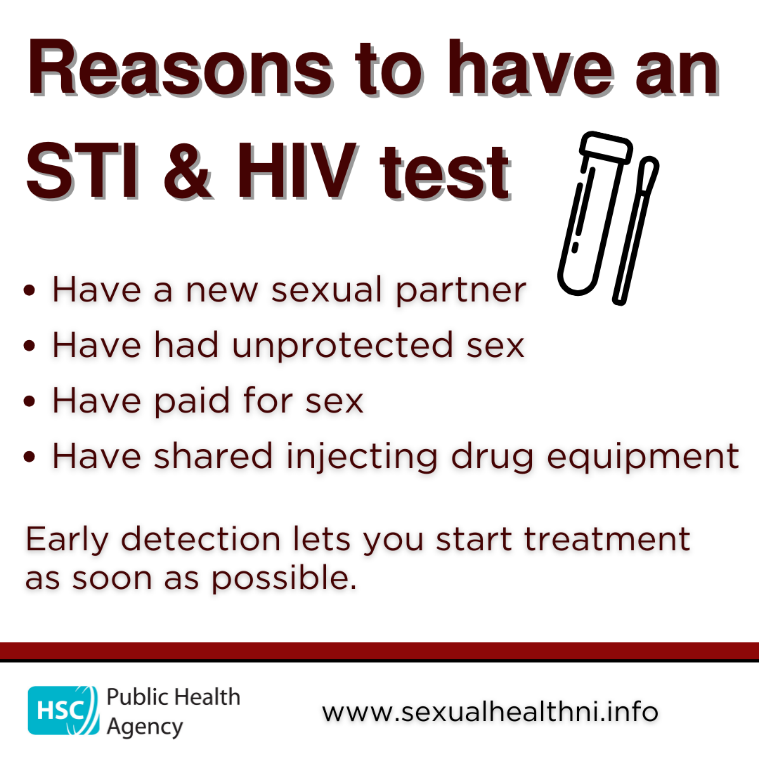 Reasons to have an
STI & HIV test
• Have a new sexual partner
• Have had unprotected sex
• Have paid for sex
• Have shared injecting drug equipment
Early detection lets you start treatment
as soon as possible.
HSC Public Health
Agency
www.sexualhealthni.info